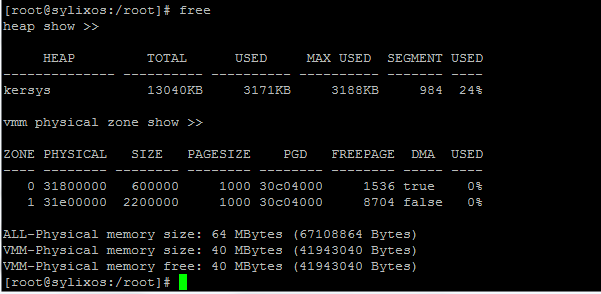 [root@sylixos:/root]# free
heap show >>
HEAP TOTAL USED MAX USED SEGMENT USED
---------------- ---------- ---------- ---------- -------- ----
kersys 13040KB 3171KB 3188KB 984 24%
vmm physical zone show >>
ZONE PHYSICAL SIZE PAGESIZE PGD FREEPAGE DMA USED
---- -------- -------- -------- -------- -------- ----- ----
0 31800000 600000 1000 30c04000 1536 true 0%
1 31e00000 2200000 1000 30c04000 8704 false 0%
ALL-Physical memory size: 64 MBytes (67108864 Bytes)
VMM-Physical memory size: 40 MBytes (41943040 Bytes)
VMM-Physical memory free: 40 MBytes (41943040 Bytes)
[root@sylixos:/root]#